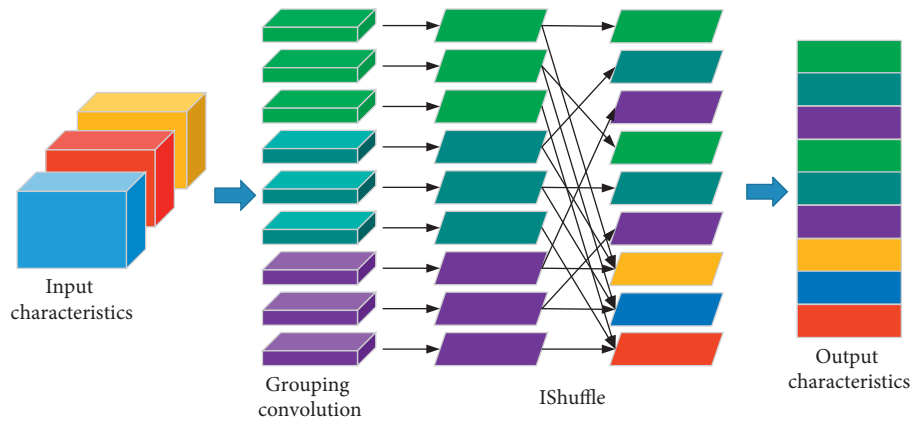 Input
characteristics
Grouping
convolution
IShuffle
Output
characteristics